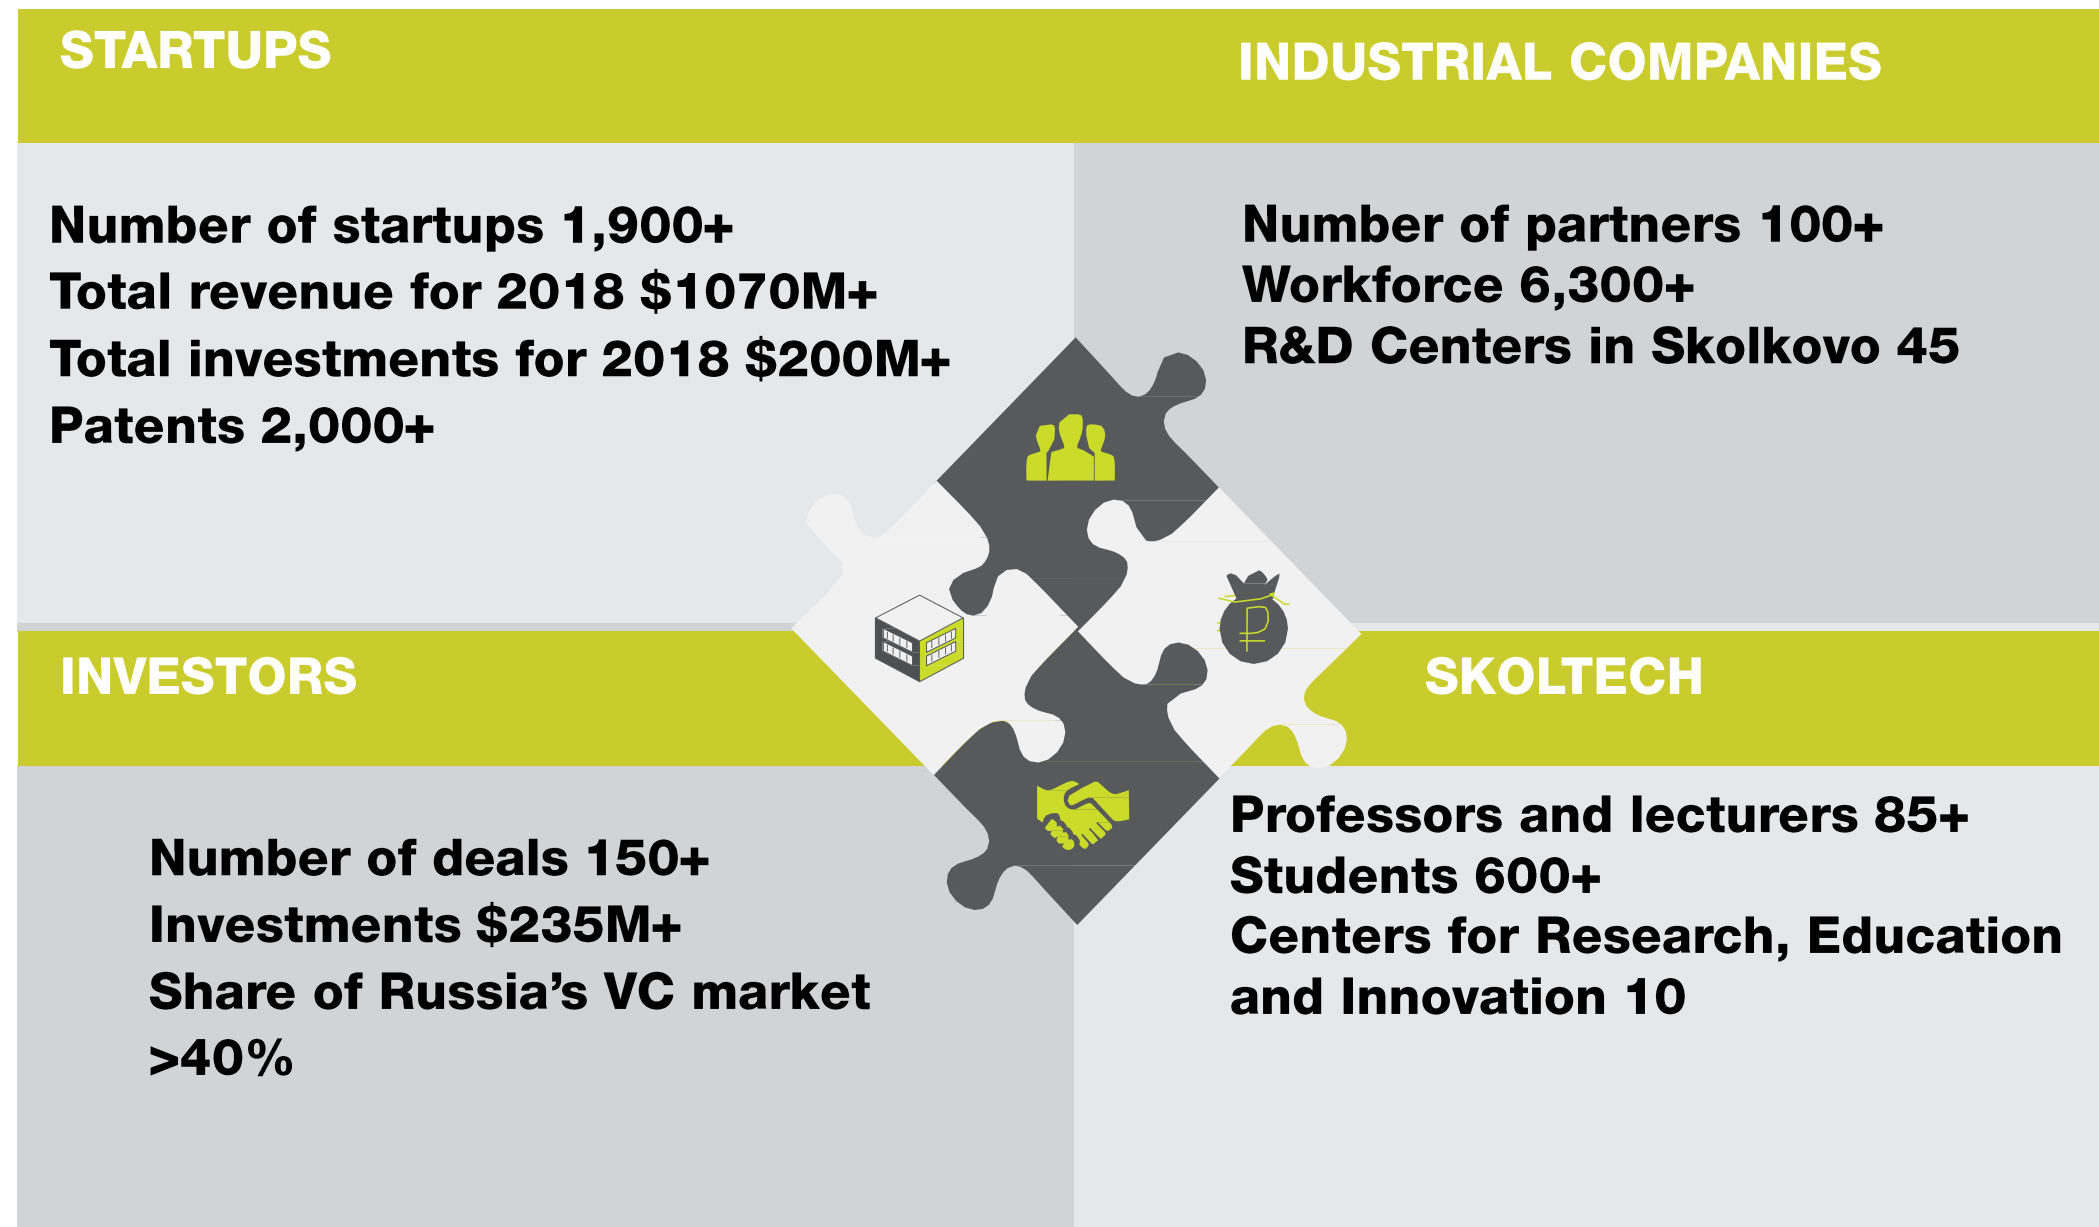 STARTUPS
Number of startups 1,900+
Total revenue for 2018 $1070M+
Total investments for 2018 $200M+
Patents 2,000+
INDUSTRIAL COMPANIES
Number of partners 100+
Workforce 6,300+
R&D Centers in Skolkovo 45
INVESTORS
Number of deals 150+
Investments $235M+
Share of Russia’s VC market
>40%
SKOLTECH
Professors and lecturers 85+
Students 600+
Centers for Research, Education
and Innovation 10